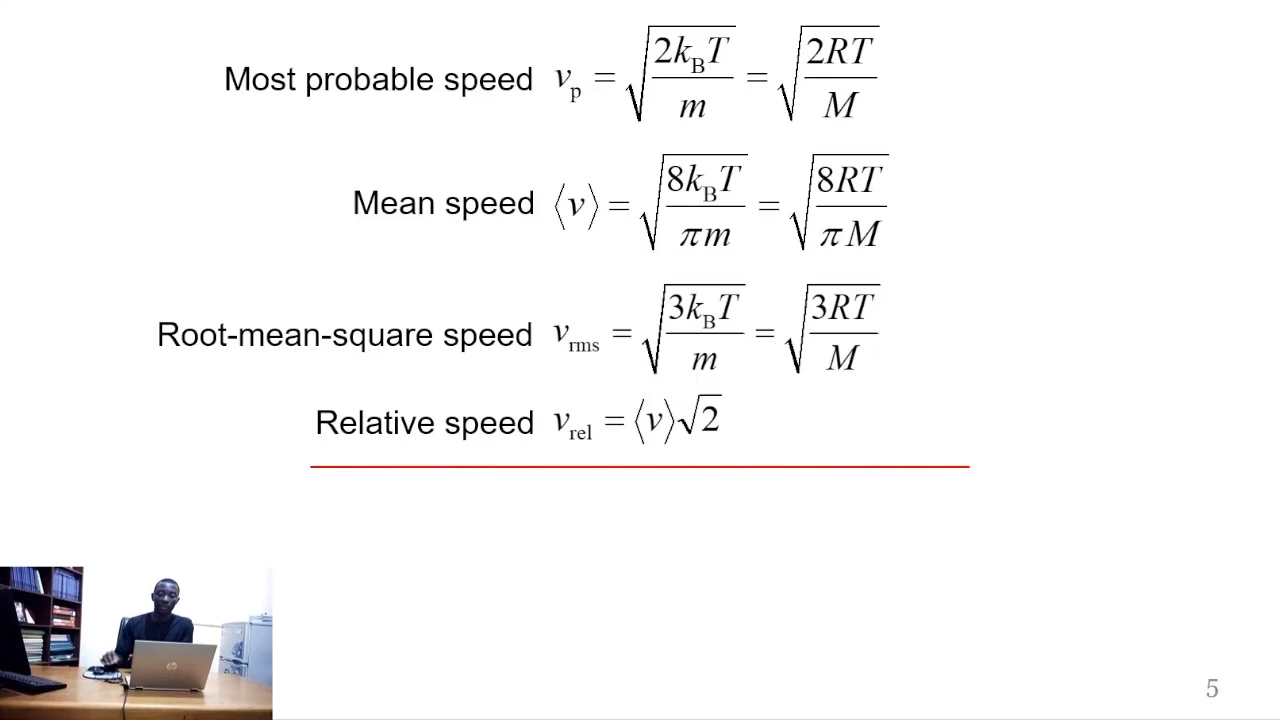 Most probable speed v_p = √(2k_BT/m) = √(2RT/M)
Mean speed ⟨v⟩ = √(8k_BT/πm) = √(8RT/πM)
Root-mean-square speed v_rms = √(3k_BT/m) = √(3RT/M)
Relative speed v_rel = ⟨v⟩√2
hp
5